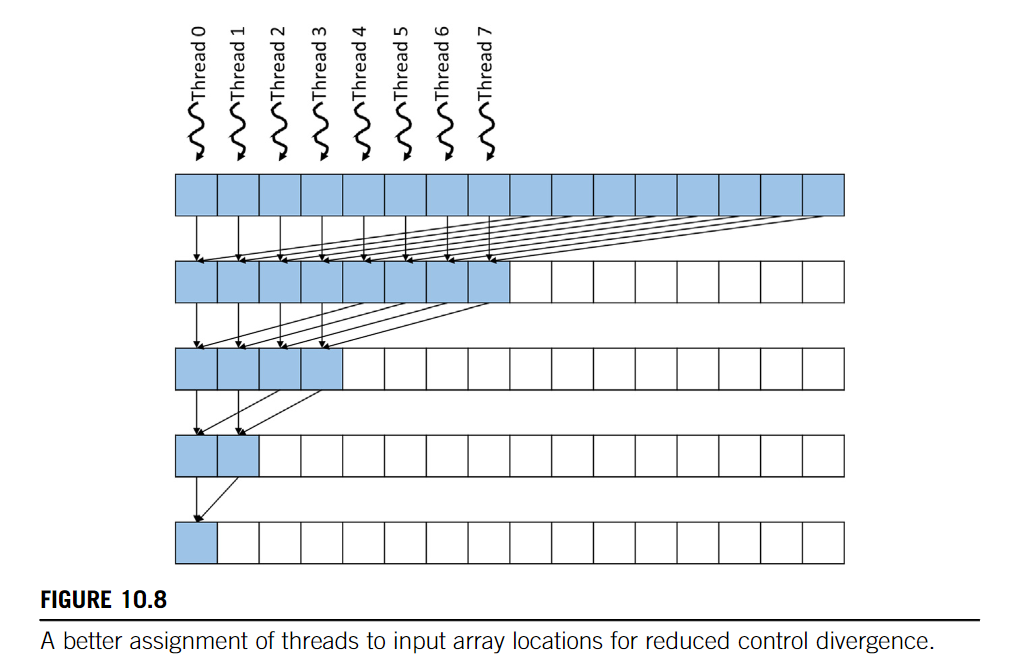 Thread 0
Thread 1
Thread 2
Thread 3
Thread 4
Thread 5
Thread 6
Thread 7
FIGURE 10.8
A better assignment of threads to input array locations for reduced control divergence.